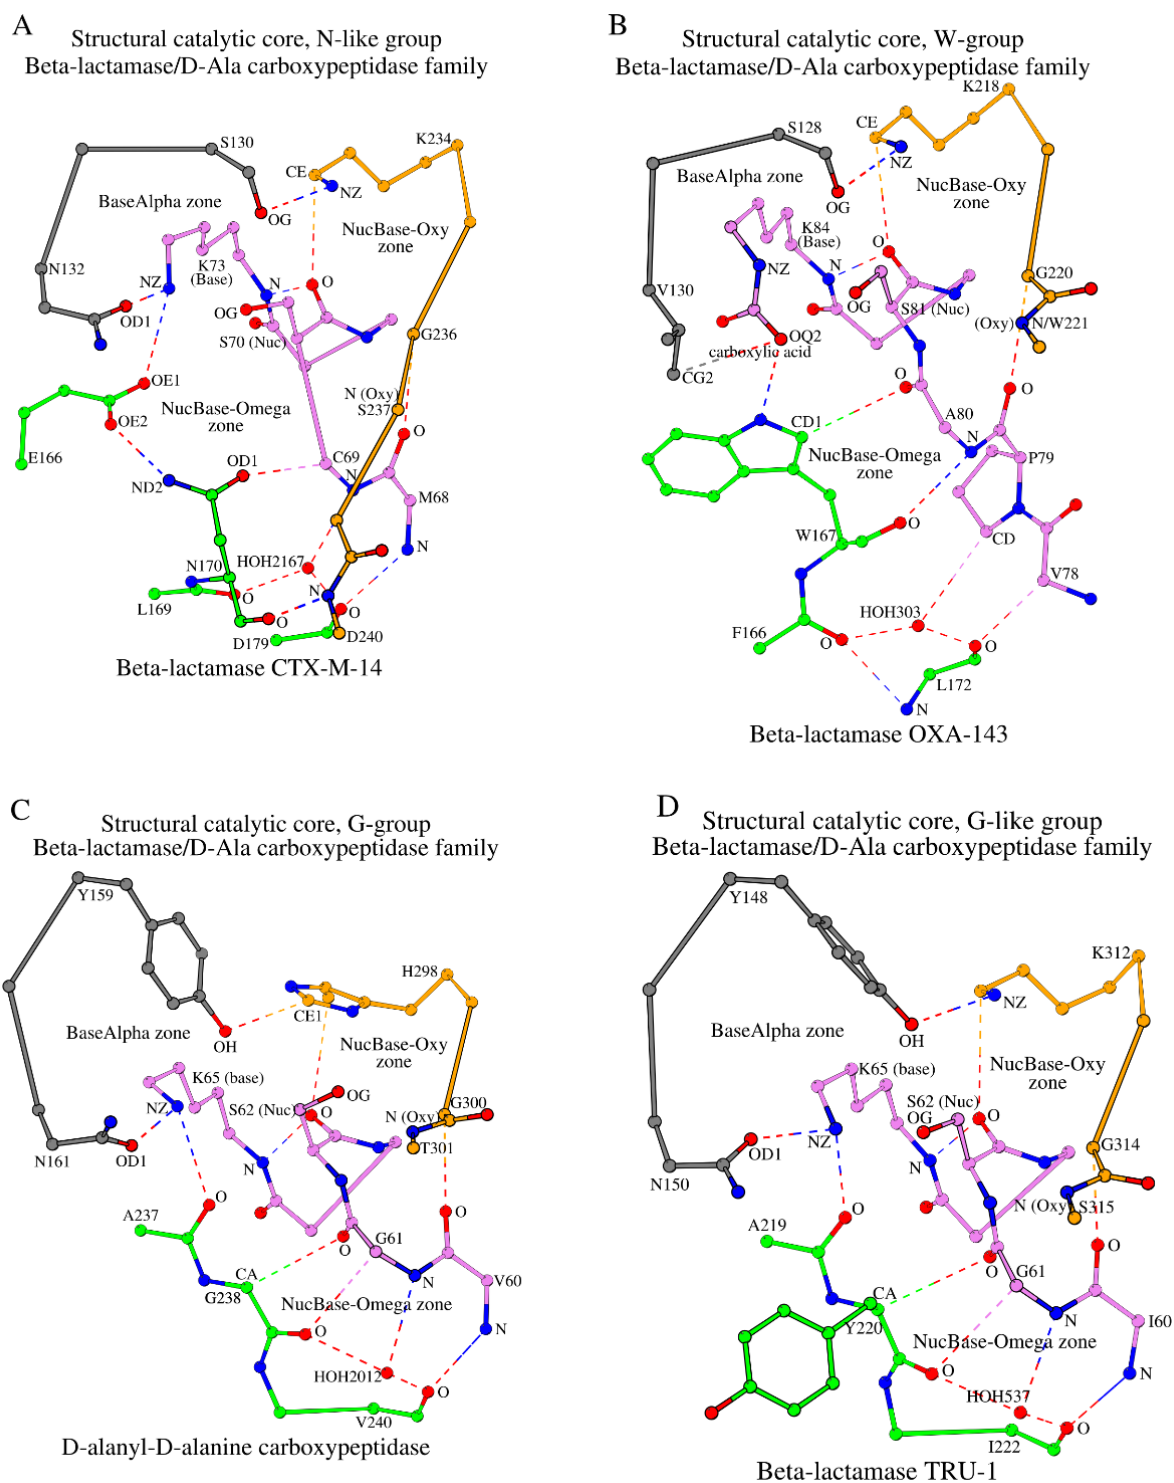 A
Structural catalytic core, N-like group
Beta-lactamase/D-Ala carboxypeptidase family
S130
K234
CE
NZ
BaseAlpha zone
OG
NucBase-Oxy
zone
N132
K73
(Base)
NZ
N
O
OD1
OG
S70 (Nuc)
G236
OE1
N (Oxy)
S237
OE2
NucBase-Omega
zone
O
E166
C69
OD1
ND2
N
M68
N
N170
HOH2167
L169
O
N
O
O
D179
D240
Beta-lactamase CTX-M-14
B
Structural catalytic core, W-group
Beta-lactamase/D-Ala carboxypeptidase family
K218
S128
CE
NZ
BaseAlpha zone
NucBase-Oxy
zone
OG
K84
(Base)
O
NZ
N
G220
V130
OG
S81 (Nuc)
(Oxy)
N/W221
OQ2
carboxylic acid
CG2
O
O
CD1
A80
N
NucBase-Omega
zone
P79
O
W167
CD
V78
HOH303
F166
O
O
L172
N
Beta-lactamase OXA-143
C
Structural catalytic core, G-group
Beta-lactamase/D-Ala carboxypeptidase family
Y159
H298
CE1
BaseAlpha zone
OH
NucBase-Oxy
zone
K65 (base)
OG
NZ
S62 (Nuc)
G300
O
N (Oxy)
T301
N161
OD1
N
A237
O
O
O
G61
CA
N
V60
G238
NucBase-Omega zone
O
N
HOH2012
O
V240
D-alanyl-D-alanine carboxypeptidase
D
Structural catalytic core, G-like group
Beta-lactamase/D-Ala carboxypeptidase family
Y148
K312
NZ
BaseAlpha zone
OH
NucBase-Oxy
zone
K65 (base)
S62 (Nuc)
OG
O
NZ
OD1
G314
N150
N
N (Oxy)
S315
A219
O
O
O
G61
CA
N
I60
Y220
NucBase-Omega zone
O
N
HOH537
O
I222
Beta-lactamase TRU-1